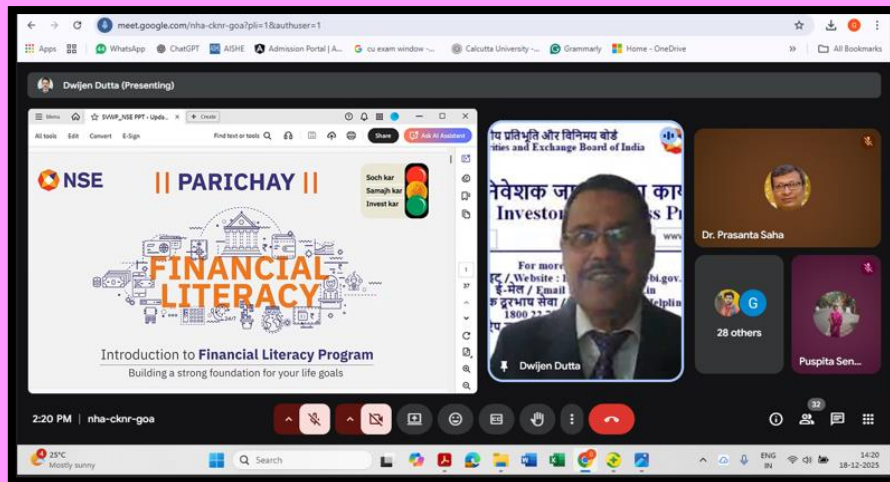 meet.google.com/nha-cknr-goa?pli=1&authuser=1
Apps
WhatsApp
ChatGPT
AISHE
Admission Portal | A...
cu exam window -...
Calcutta University -...
Grammarly
Home - OneDrive
»
All Bookmarks
Dwijen Dutta (Presenting)
Menu
SVWP_NSE PPT - Upda...
+ Create
All tools
Edit
Convert
E-Sign
Find text or tools
Share
Ask AI Assistant
NSE
|| PARICHAY ||
Soch kar
Samajh kar
Invest kar
FINANCIAL
LITERACY
Introduction to Financial Literacy Program
Building a strong foundation for your life goals
1
37
य प्रतिभूति और विनिमय बोर्ड
rities and Exchange Board of India
निवेशक
Investor
For more
Website :
ई-मेल / Email
1800 22
Dwijen Dutta
Dr. Prasanta Saha
G
28 others
Puspita Sen...
2:20 PM | nha-cknr-goa
32
25°C
Mostly sunny
Search
ENG
IN
14:20
18-12-2025